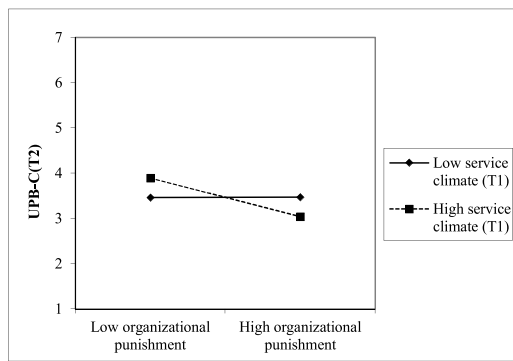 7
6
5
4
3
2
1
UPB-C(T2)
Low organizational
punishment
High organizational
punishment
Low service
climate (T1)
High service
climate (T1)